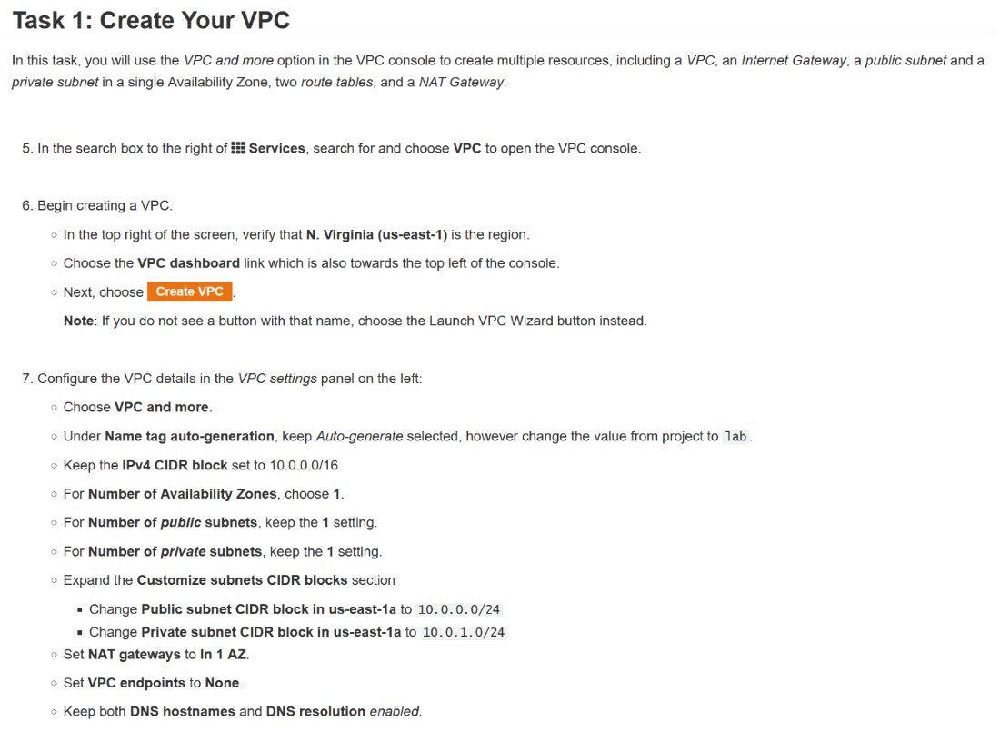 Task 1: Create Your VPC
In this task, you will use the VPC and more option in the VPC console to create multiple resources, including a VPC, an Internet Gateway, a public subnet and a
private subnet in a single Availability Zone, two route tables, and a NAT Gateway.
5. In the search box to the right of Services, search for and choose VPC to open the VPC console.
6. Begin creating a VPC.
In the top right of the screen, verify that N. Virginia (us-east-1) is the region.
Choose the VPC dashboard link which is also towards the top left of the console.
Next, choose Create VPC.
Note: If you do not see a button with that name, choose the Launch VPC Wizard button instead.
7. Configure the VPC details in the VPC settings panel on the left:
Choose VPC and more.
Under Name tag auto-generation, keep Auto-generate selected, however change the value from project to lab.
Keep the IPv4 CIDR block set to 10.0.0.0/16
For Number of Availability Zones, choose 1.
For Number of public subnets, keep the 1 setting.
For Number of private subnets, keep the 1 setting.
Expand the Customize subnets CIDR blocks section
Change Public subnet CIDR block in us-east-1a to 10.0.0.0/24
Change Private subnet CIDR block in us-east-1a to 10.0.1.0/24
Set NAT gateways to In 1 AZ.
Set VPC endpoints to None.
Keep both DNS hostnames and DNS resolution enabled.